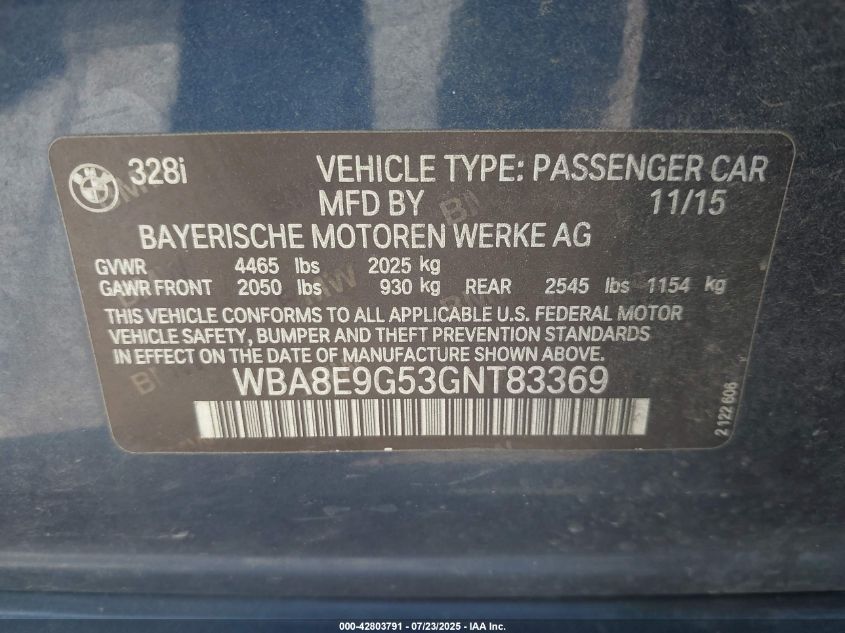 328i VEHICLE TYPE: PASSENGER CAR
MFD BY 11/15
BAYERISCHE MOTOREN WERKE AG
GVWR 4465 lbs 2025 kg
GAWR FRONT 2050 lbs 930 kg REAR 2545 lbs 1154 kg
THIS VEHICLE CONFORMS TO ALL APPLICABLE U.S. FEDERAL MOTOR
VEHICLE SAFETY, BUMPER AND THEFT PREVENTION STANDARDS
IN EFFECT ON THE DATE OF MANUFACTURE SHOWN ABOVE.
WBA8E9G53GNT83369
2 122 606
000-42803791 - 07/23/2025 - IAA Inc.